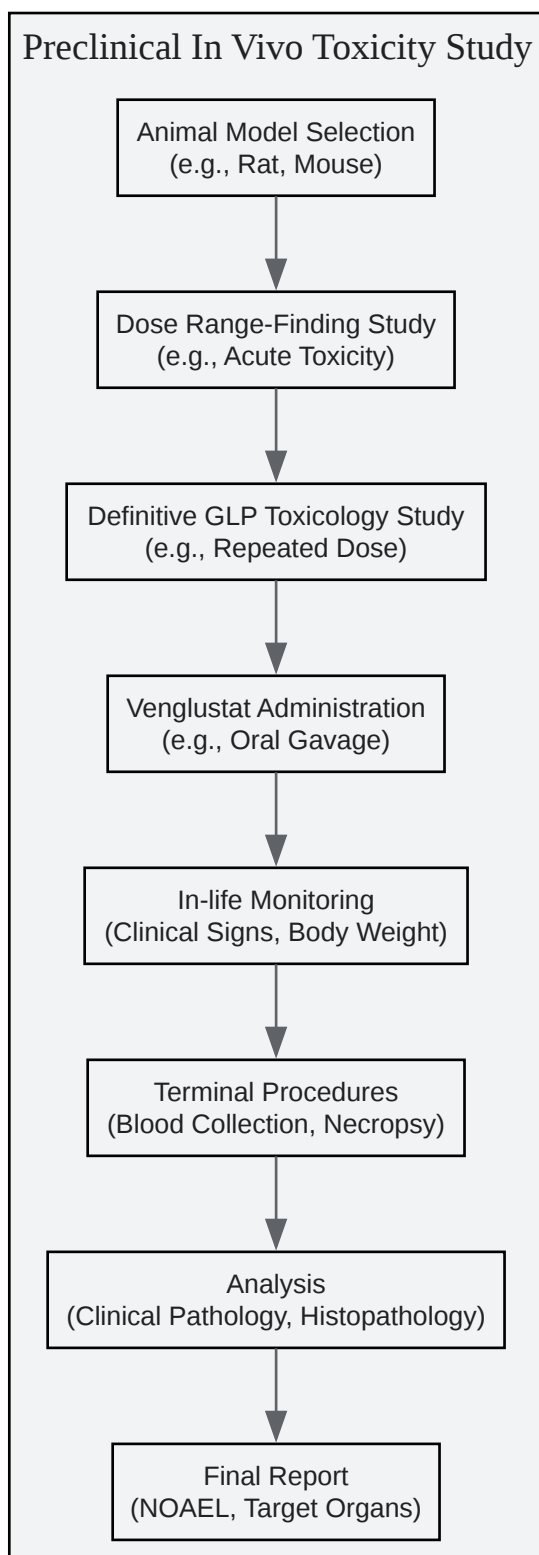 Preclinical In Vivo Toxicity Study
Animal Model Selection
(e.g., Rat, Mouse)
Dose Range-Finding Study
(e.g., Acute Toxicity)
Definitive GLP Toxicology Study
(e.g., Repeated Dose)
Venglustat Administration
(e.g., Oral Gavage)
In-life Monitoring
(Clinical Signs, Body Weight)
Terminal Procedures
(Blood Collection, Necropsy)
Analysis
(Clinical Pathology, Histopathology)
Final Report
(NOAEL, Target Organs)